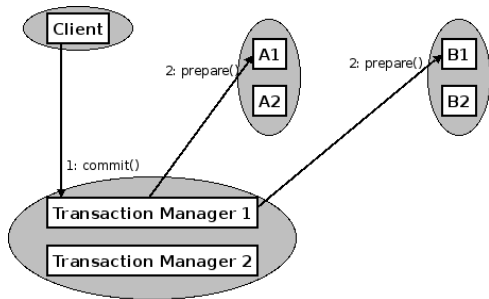 Client
A1
B1
2: prepare()
2: prepare()
A2
B2
1: commit()
Transaction Manager 1
Transaction Manager 2